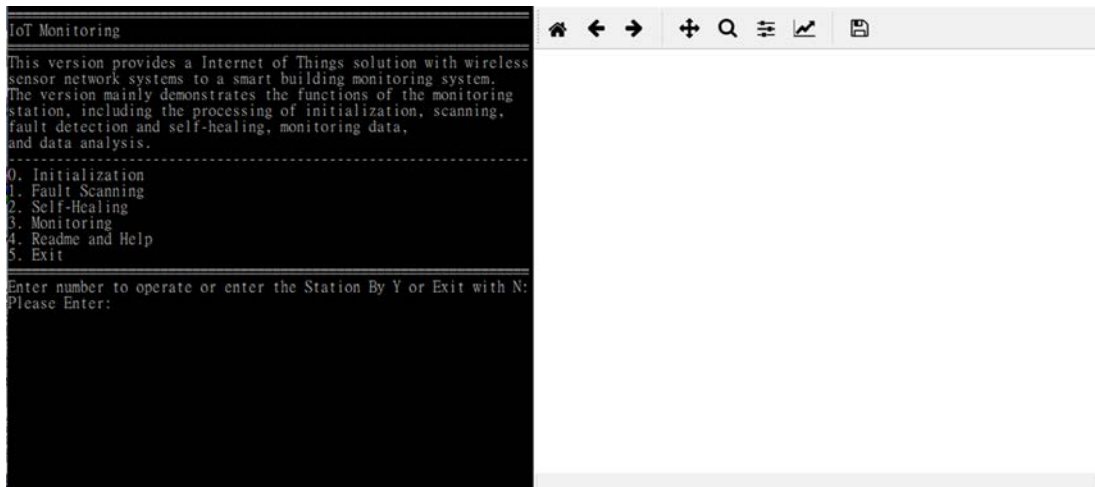 IoT Monitoring
This version provides a Internet of Things solution with wireless
sensor network systems to a smart building monitoring system.
The version mainly demonstrates the functions of the monitoring
station, including the processing of initialization, scanning,
fault detection and self-healing, monitoring data,
and data analysis.
0. Initialization
1. Fault Scanning
2. Self-Healing
3. Monitoring
4. Readme and Help
5. Exit
Enter number to operate or enter the Station By Y or Exit with N:
Please Enter: